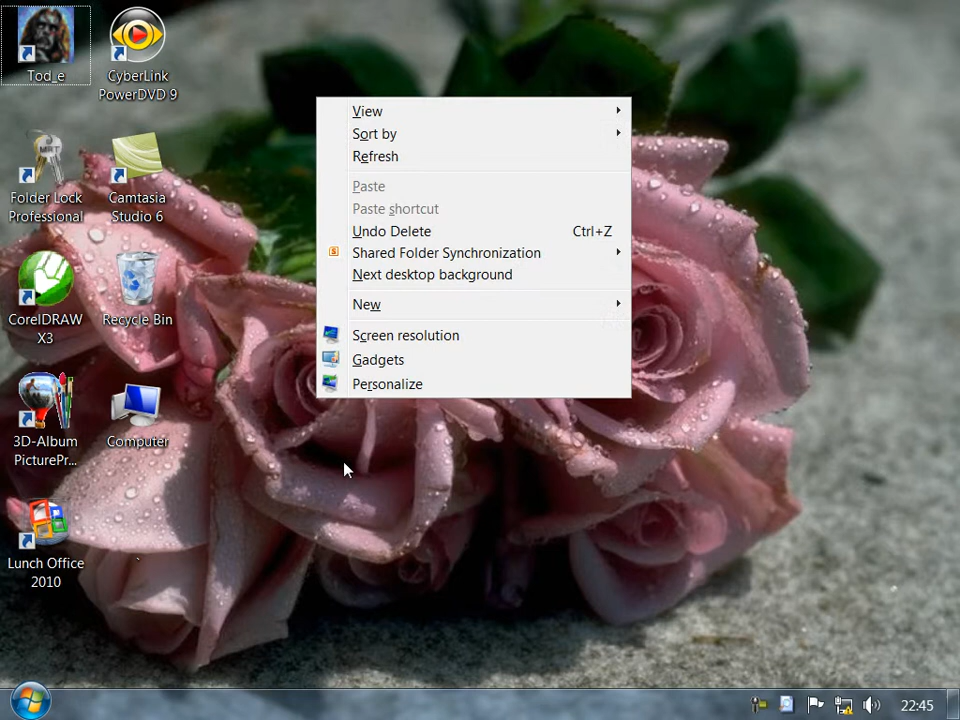 Tod_e
CyberLink
PowerDVD 9
MRT
Folder Lock
Professional
Camtasia
Studio 6
CorelDRAW
X3
Recycle Bin
3D-Album
PicturePr...
Computer
Lunch Office
2010
View
Sort by
Refresh
Paste
Paste shortcut
Undo Delete Ctrl+Z
Shared Folder Synchronization
Next desktop background
New
Screen resolution
Gadgets
Personalize
22:45